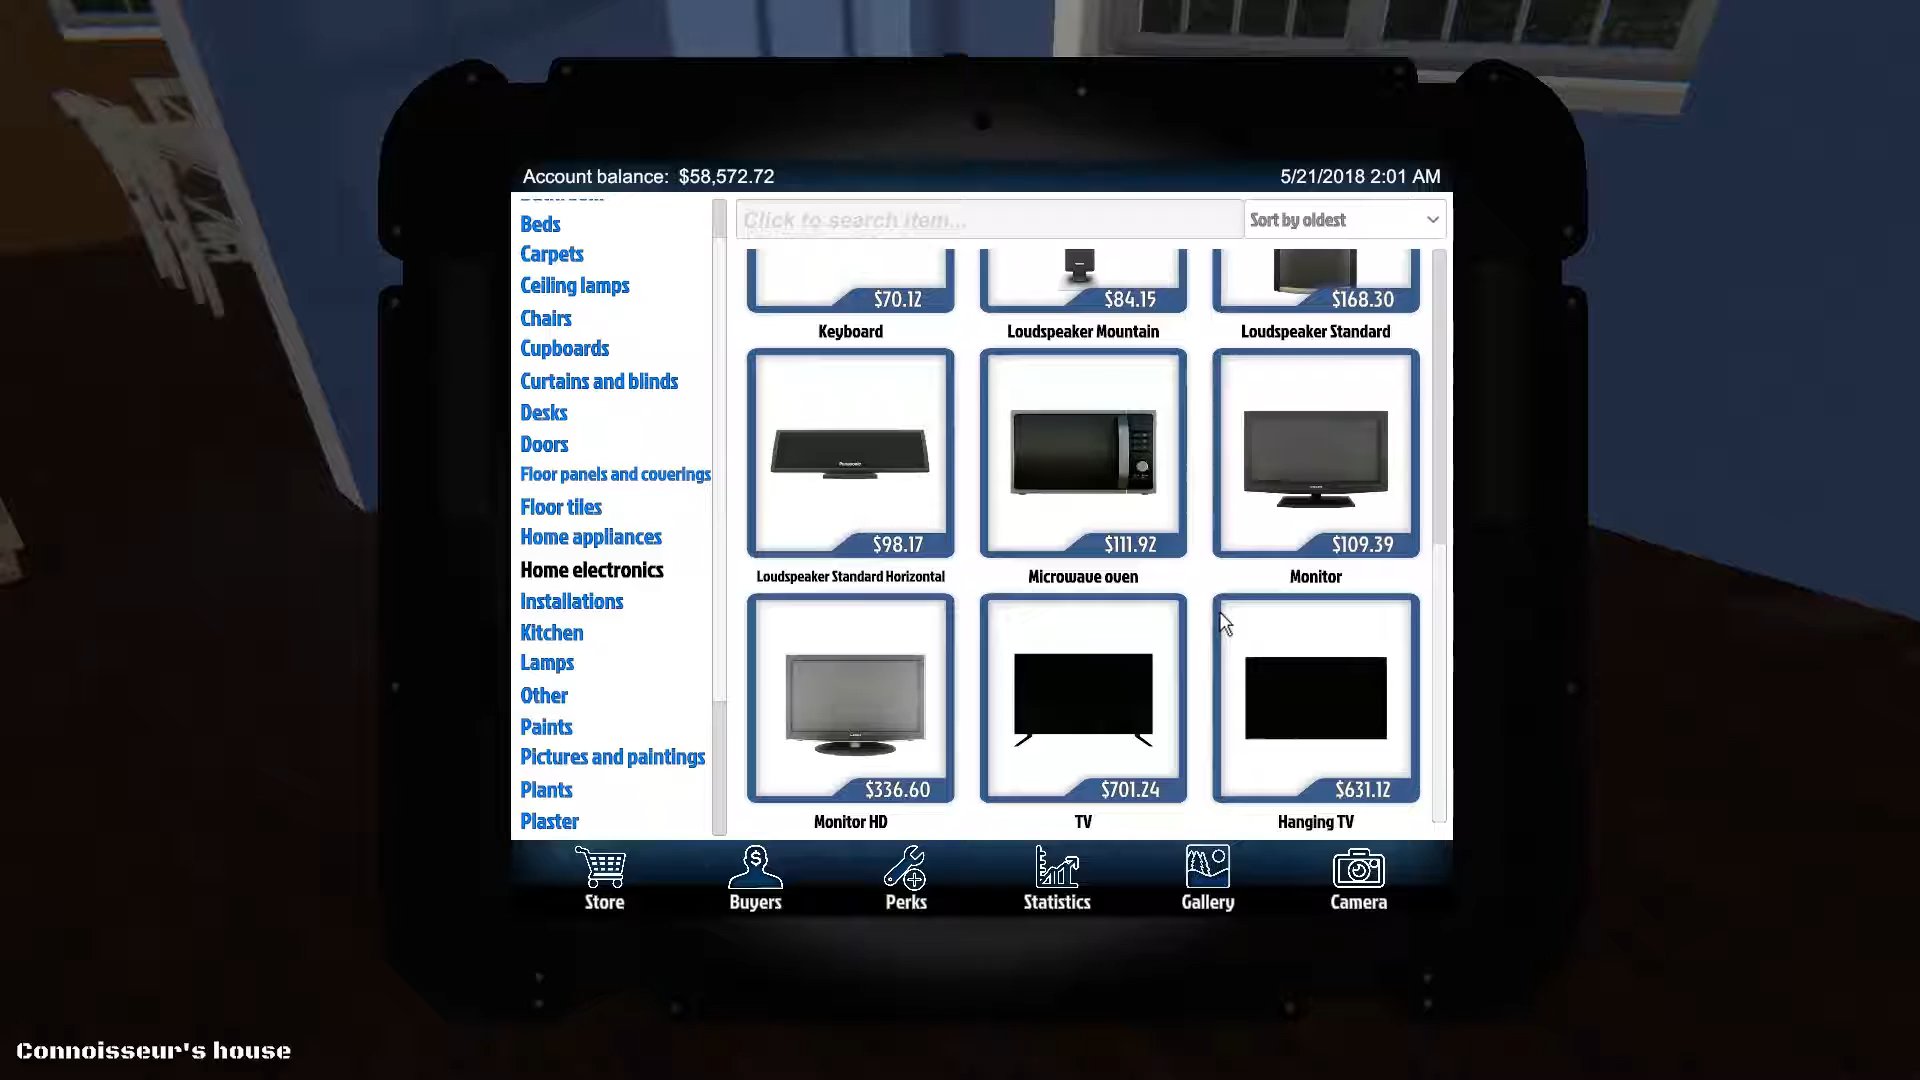 Account balance: $58,572.72
5/21/2018 2:01 AM
Beds
Carpets
Ceiling lamps
Chairs
Cupboards
Curtains and blinds
Desks
Doors
Floor panels and coverings
Floor tiles
Home appliances
Home electronics
Installations
Kitchen
Lamps
Other
Paints
Pictures and paintings
Plants
Plaster
Click to search item...
Sort by oldest
$70.12
$84.15
$168.30
Keyboard
Loudspeaker Mountain
Loudspeaker Standard
$98.17
$111.92
$109.39
Loudspeaker Standard Horizontal
Microwave oven
Monitor
$336.60
$701.24
$631.12
Monitor HD
TV
Hanging TV
Store
Buyers
Perks
Statistics
Gallery
Camera
Connoisseur's house